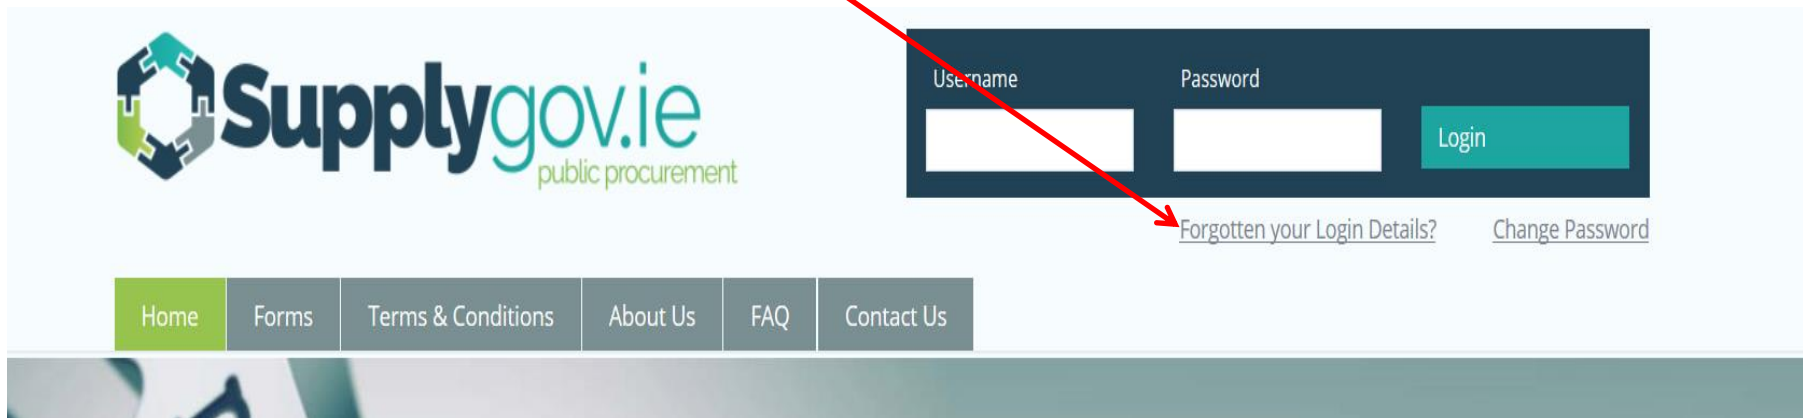 Supplygov.ie
public procurement
Username Password
Login
Forgotten your Login Details? Change Password
Home Forms Terms & Conditions About Us FAQ Contact Us